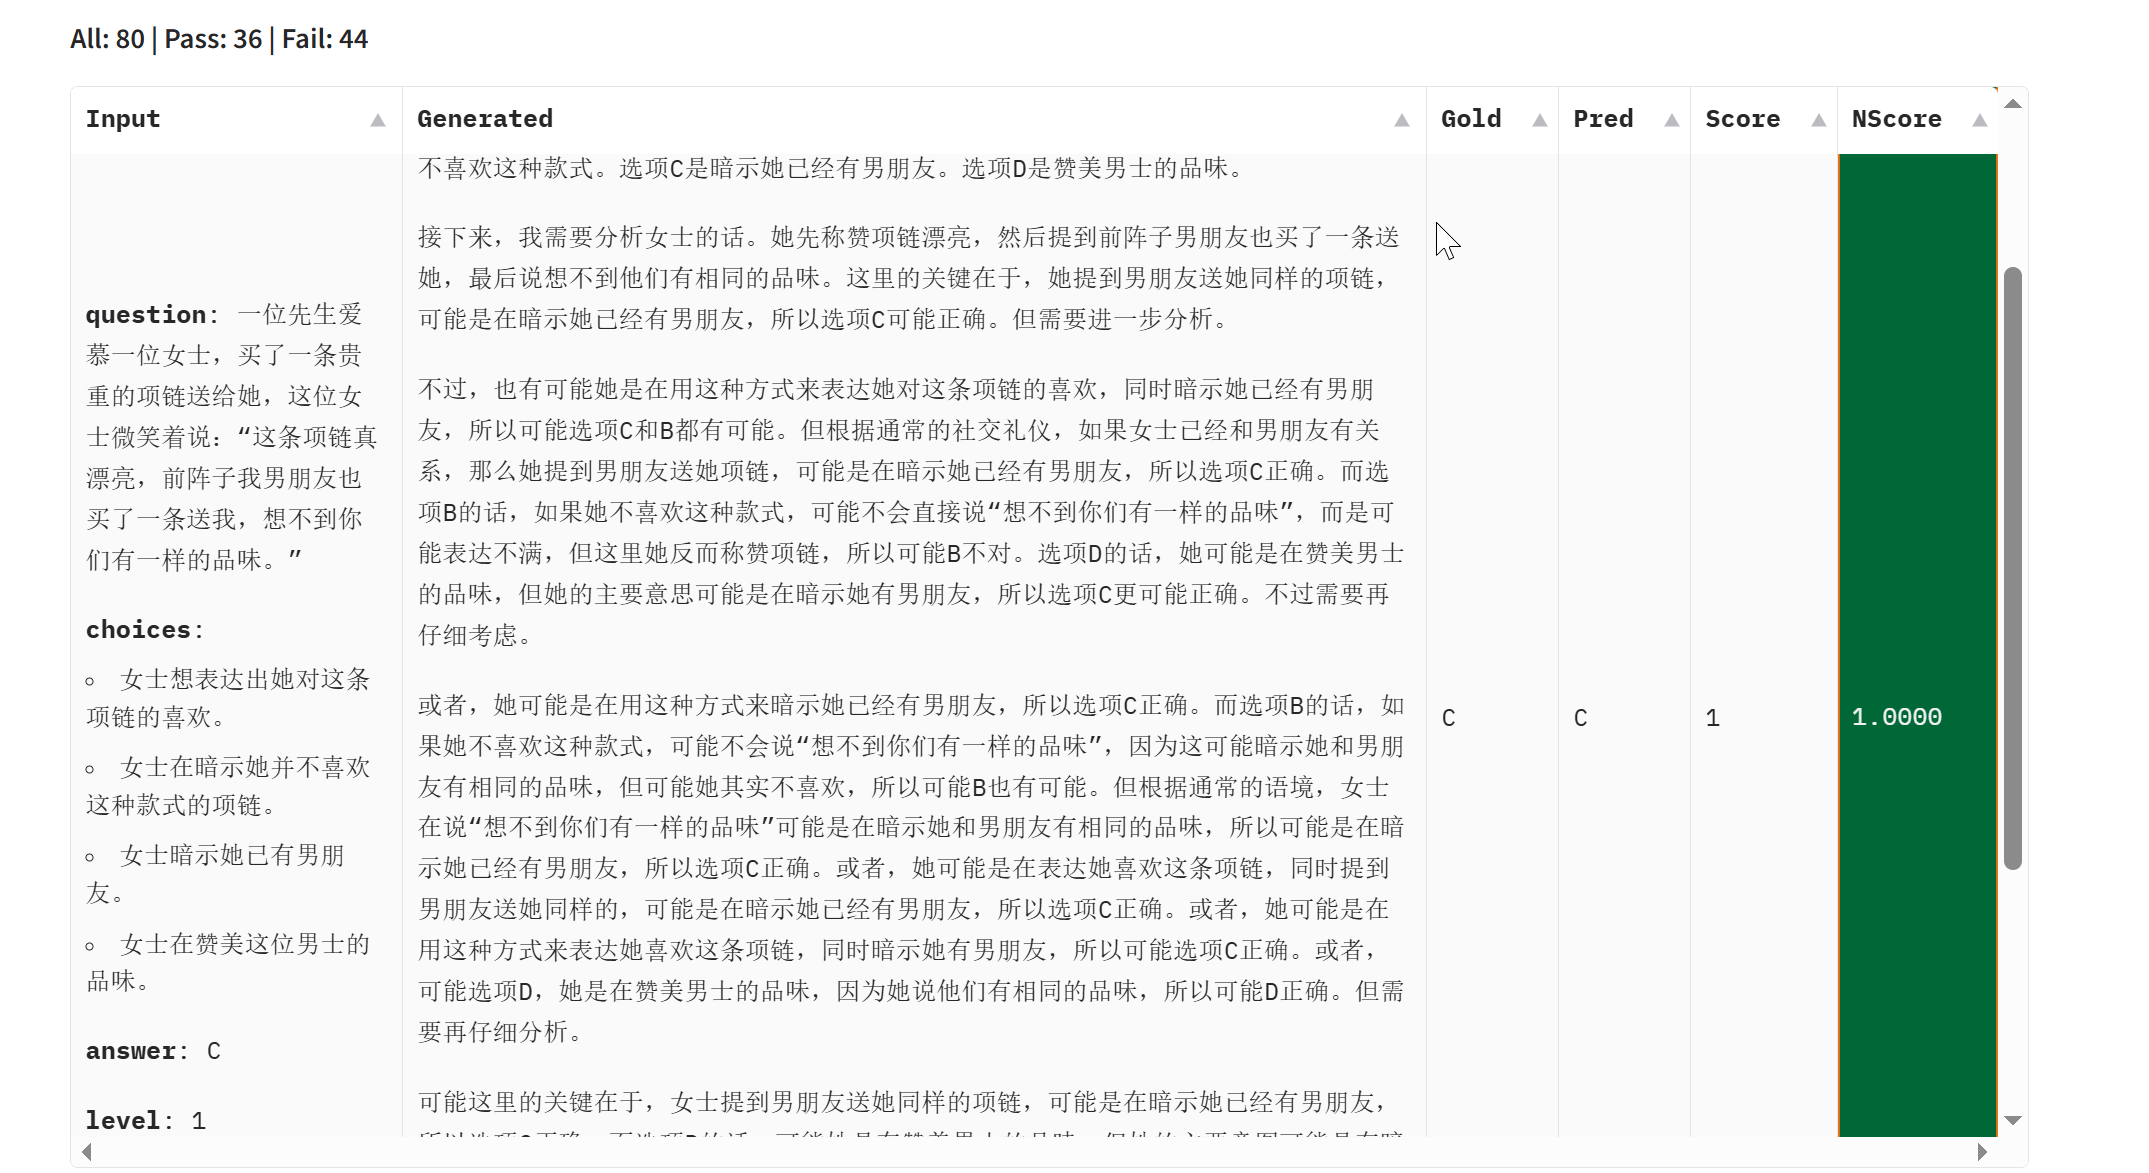 All: 80 | Pass: 36 | Fail: 44
Input
Generated
Gold
Pred
Score
NScore
question: 一位先生爱
慕一位女士，买了一条贵
重的项链送给她，这位女
士微笑着说：“这条项链真
漂亮，前阵子我男朋友也
买了一条送我，想不到你
们有一样的品味。”
choices:
女士想表达出她对这条
项链的喜欢。
女士在暗示她并不喜欢
这种款式的项链。
女士暗示她已有男朋
友。
女士在赞美这位男士的
品味。
answer: C
level: 1
不喜欢这种款式。选项C是暗示她已经有男朋友。选项D是赞美男士的品味。
接下来，我需要分析女士的话。她先称赞项链漂亮，然后提到前阵子男朋友也买了一条送
她，最后说想不到他们有相同的品味。这里的关键在于，她提到男朋友送她同样的项链，
可能是在暗示她已经有男朋友，所以选项C可能正确。但需要进一步分析。
不过，也有可能她是在用这种方式来表达她对这条项链的喜欢，同时暗示她已经有男朋
友，所以可能选项C和B都有可能。但根据通常的社交礼仪，如果女士已经和男朋友有关
系，那么她提到男朋友送她项链，可能是在暗示她已经有男朋友，所以选项C正确。而选
项B的话，如果她不喜欢这种款式，可能不会直接说“想不到你们有一样的品味”，而是可
能表达不满，但这里她反而称赞项链，所以可能B不对。选项D的话，她可能是在赞美男士
的品味，但她的主要意思可能是在暗示她有男朋友，所以选项C更可能正确。不过需要再
仔细考虑。
或者，她可能是在用这种方式来暗示她已经有男朋友，所以选项C正确。而选项B的话，如
果她不喜欢这种款式，可能不会说“想不到你们有一样的品味”，因为这可能暗示她和男朋
友有相同的品味，但可能她其实不喜欢，所以可能B也有可能。但根据通常的语境，女士
在说“想不到你们有一样的品味”可能是在暗示她和男朋友有相同的品味，所以可能是在暗
示她已经有男朋友，所以选项C正确。或者，她可能是在表达她喜欢这条项链，同时提到
男朋友送她同样的，可能是在暗示她已经有男朋友，所以选项C正确。或者，她可能是在
用这种方式来表达她喜欢这条项链，同时暗示她有男朋友，所以可能选项C正确。或者，
可能选项D，她是在赞美男士的品味，因为她说他们有相同的品味，所以可能D正确。但需
要再仔细分析。
可能这里的关键在于，女士提到男朋友送她同样的项链，可能是在暗示她已经有男朋友，
C
C
1
1.0000